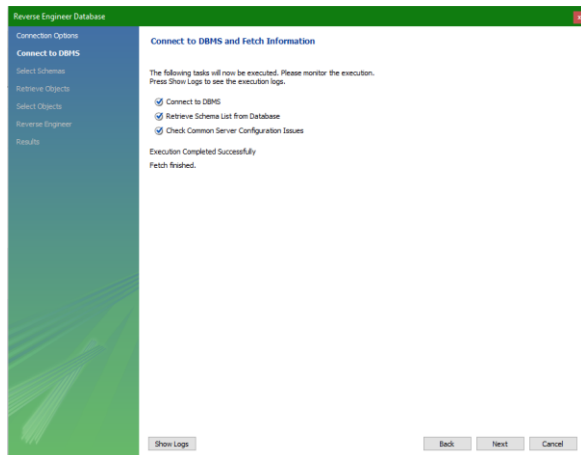 Reverse Engineer Database
Connection Options
Connect to DBMS
Select Schemas
Retrieve Objects
Select Objects
Reverse Engineer
Results
Connect to DBMS and Fetch Information
The following tasks will now be executed. Please monitor the execution.
Press Show Logs to see the execution logs.
Connect to DBMS
Retrieve Schema List from Database
Check Common Server Configuration Issues
Execution Completed Successfully
Fetch finished.
Show Logs
Back
Next
Cancel